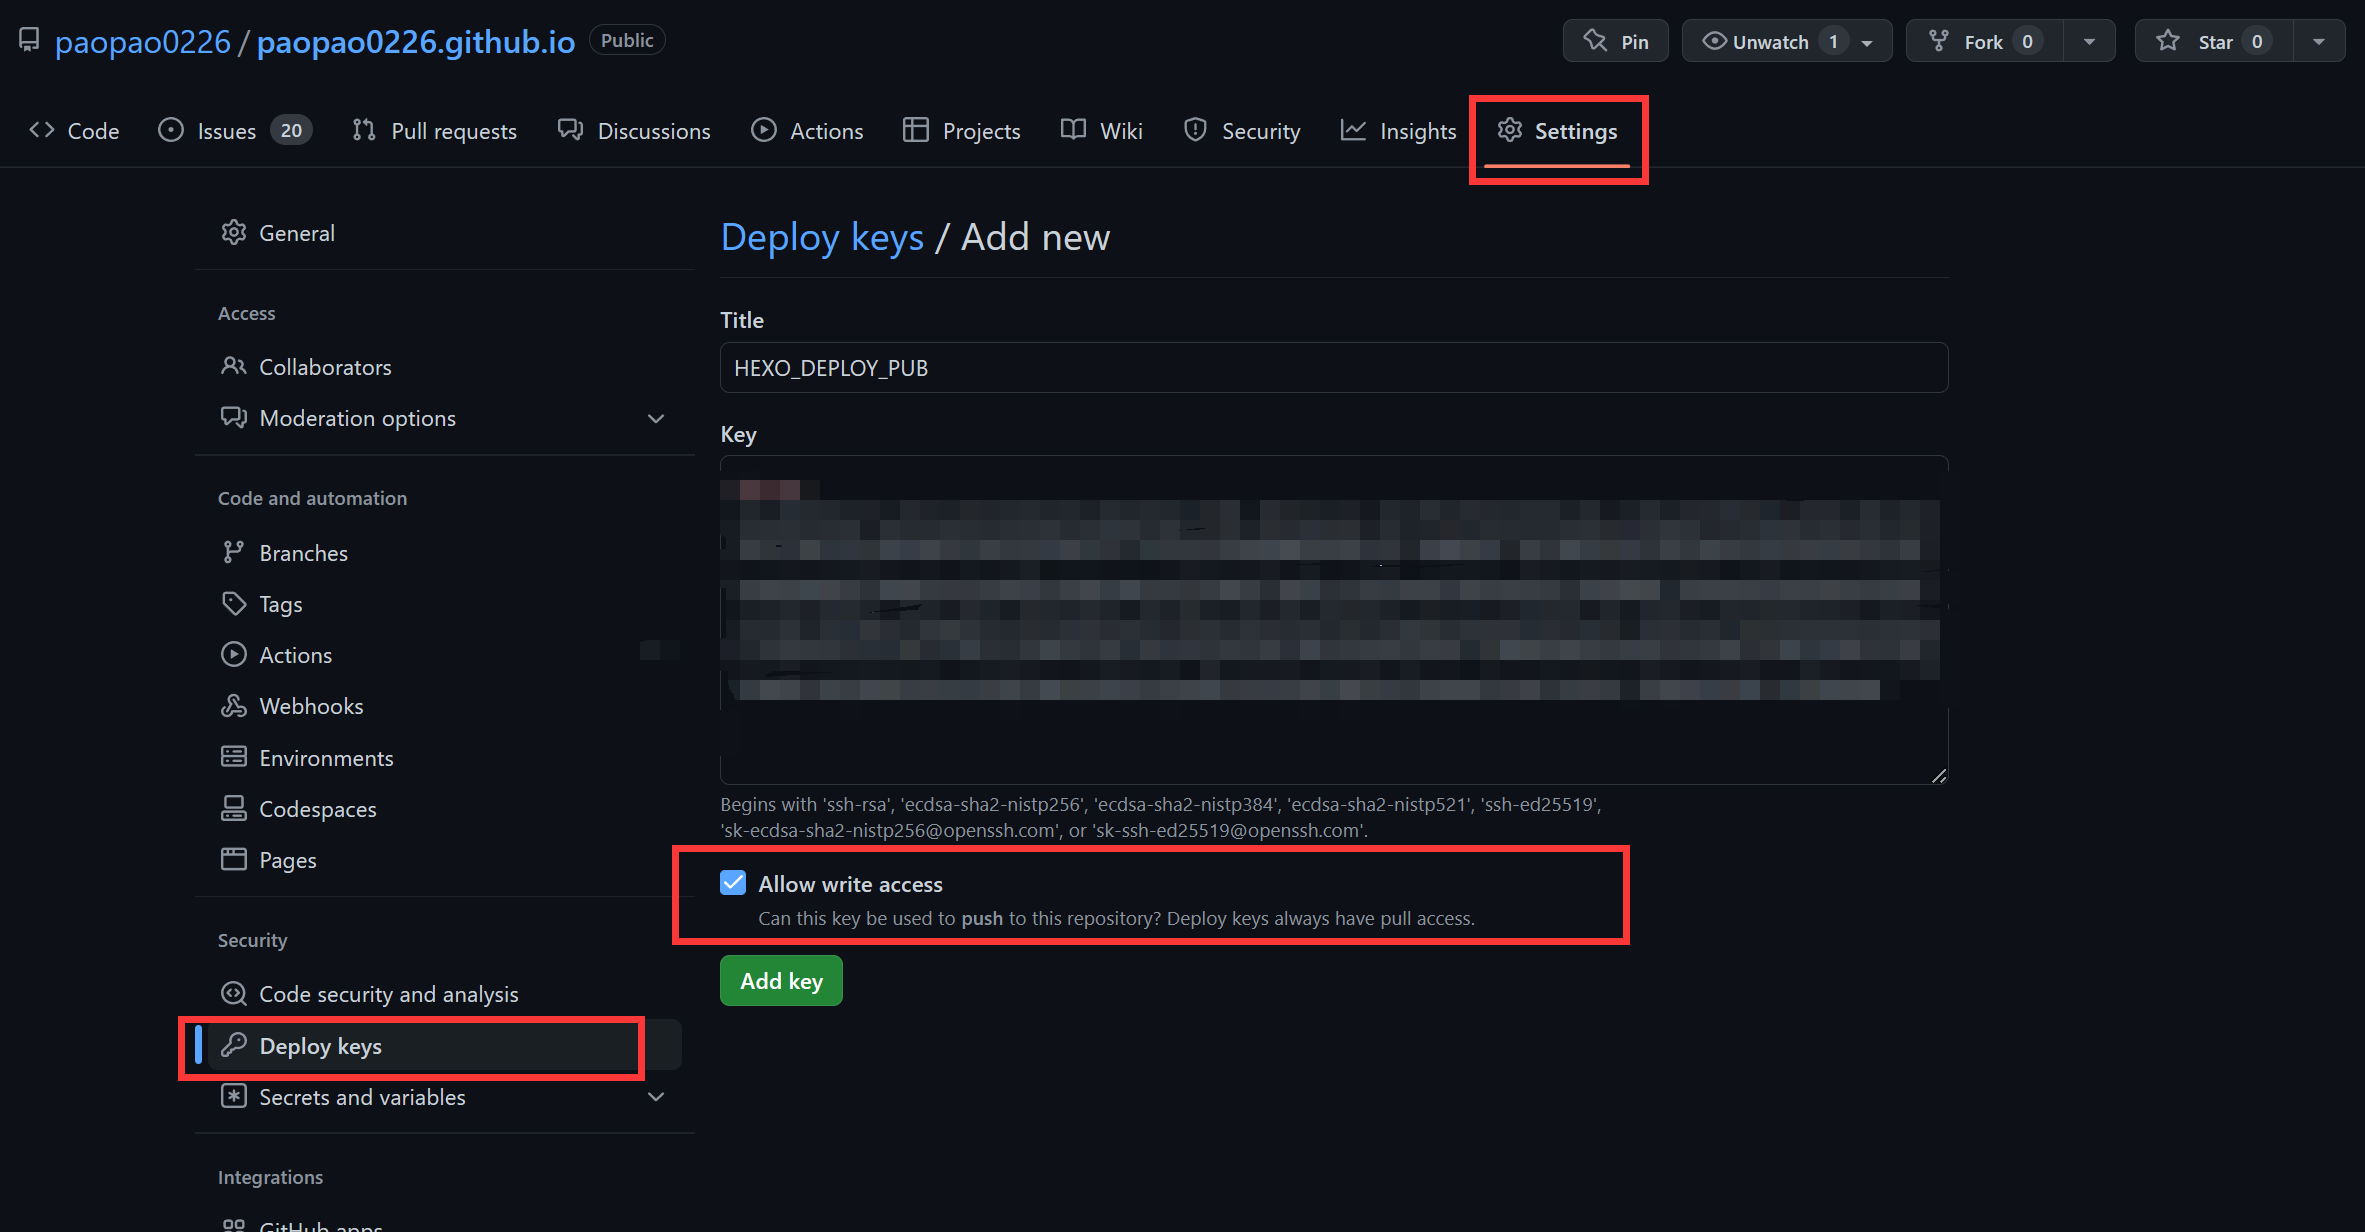 paopao0226 / paopao0226.github.io Public
Pin
Unwatch 1
Fork 0
Star 0
Code
Issues 20
Pull requests
Discussions
Actions
Projects
Wiki
Security
Insights
Settings
General
Access
Collaborators
Moderation options
Code and automation
Branches
Tags
Actions
Webhooks
Environments
Codespaces
Pages
Security
Code security and analysis
Deploy keys
Secrets and variables
Integrations
GitHub apps
Deploy keys / Add new
Title
HEXO_DEPLOY_PUB
Key
Begins with 'ssh-rsa', 'ecdsa-sha2-nistp256', 'ecdsa-sha2-nistp384', 'ecdsa-sha2-nistp521', 'ssh-ed25519',
'sk-ecdsa-sha2-nistp256@openssh.com', or 'sk-ssh-ed25519@openssh.com'.
Allow write access
Can this key be used to push to this repository? Deploy keys always have pull access.
Add key